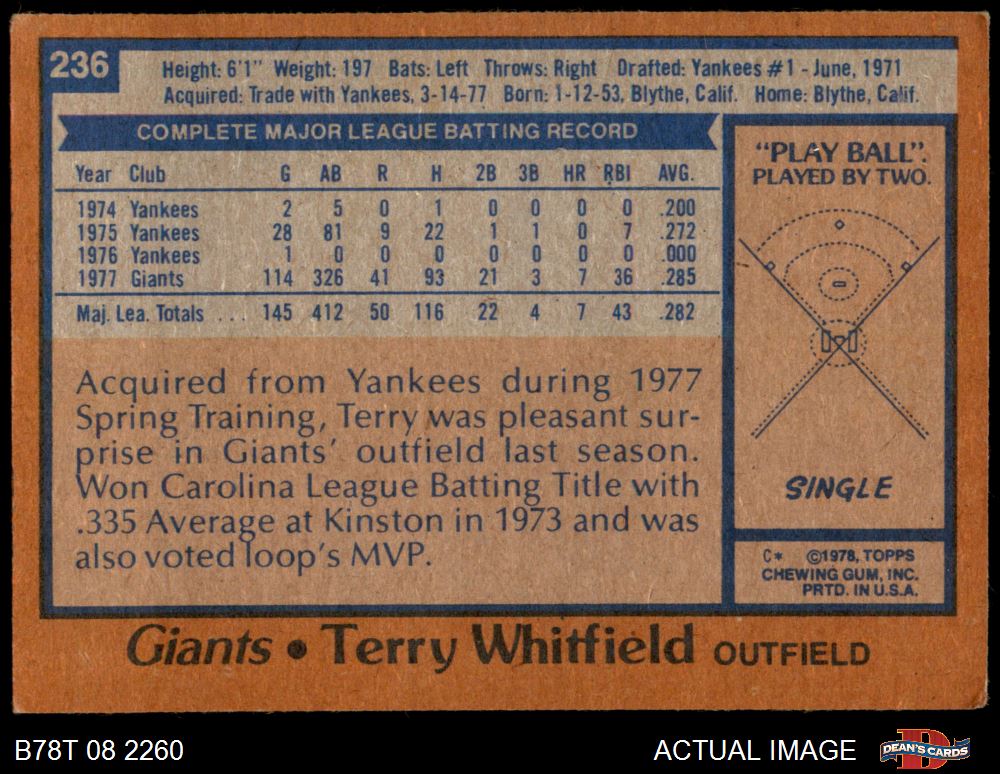 236
Height: 6'1" Weight: 197 Bats: Left Throws: Right Drafted: Yankees #1 - June, 1971
Acquired: Trade with Yankees, 3-14-77 Born: 1-12-53, Blythe, Calif. Home: Blythe, Calif.
COMPLETE MAJOR LEAGUE BATTING RECORD
Year Club G AB R H 2B 3B HR RBI AVG.
1974 Yankees 2 5 0 1 0 0 0 0 .200
1975 Yankees 28 81 9 22 1 1 0 7 .272
1976 Yankees 1 0 0 0 0 0 0 0 .000
1977 Giants 114 326 41 93 21 3 7 36 .285
Maj. Lea. Totals ... 145 412 50 116 22 4 7 43 .282
Acquired from Yankees during 1977
Spring Training, Terry was pleasant sur-
prise in Giants' outfield last season.
Won Carolina League Batting Title with
.335 Average at Kinston in 1973 and was
also voted loop's MVP.
"PLAY BALL".
PLAYED BY TWO.
SINGLE
C* ©1978, TOPPS
CHEWING GUM, INC.
PRTD. IN U.S.A.
Giants • Terry Whitfield OUTFIELD
B78T 08 2260
ACTUAL IMAGE
DEAN'S CARDS